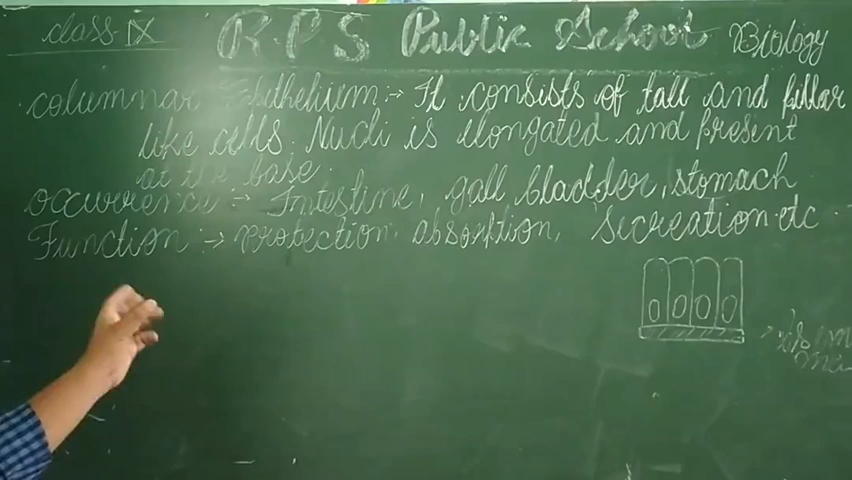 class IX R.P.S Public School Biology
columnar Epithelium :→ It consists of tall and pillar
like cells. Nucli is elongated and present
at the base.
occurrence :→ Intestine, gall bladder, stomach
Function :→ protection, absorption, Secreation etc